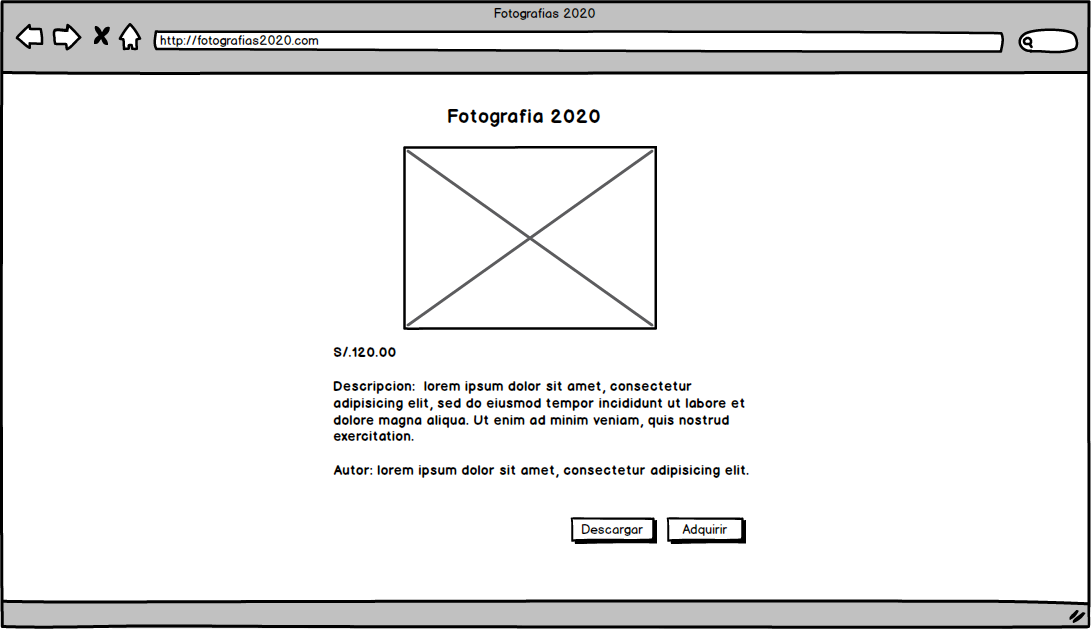 Fotografias 2020
http://fotografias2020.com
Fotografia 2020
S/.120.00
Descripcion: lorem ipsum dolor sit amet, consectetur
adipisicing elit, sed do eiusmod tempor incididunt ut labore et
dolore magna aliqua. Ut enim ad minim veniam, quis nostrud
exercitation.
Autor: lorem ipsum dolor sit amet, consectetur adipisicing elit.
Descargar
Adquirir